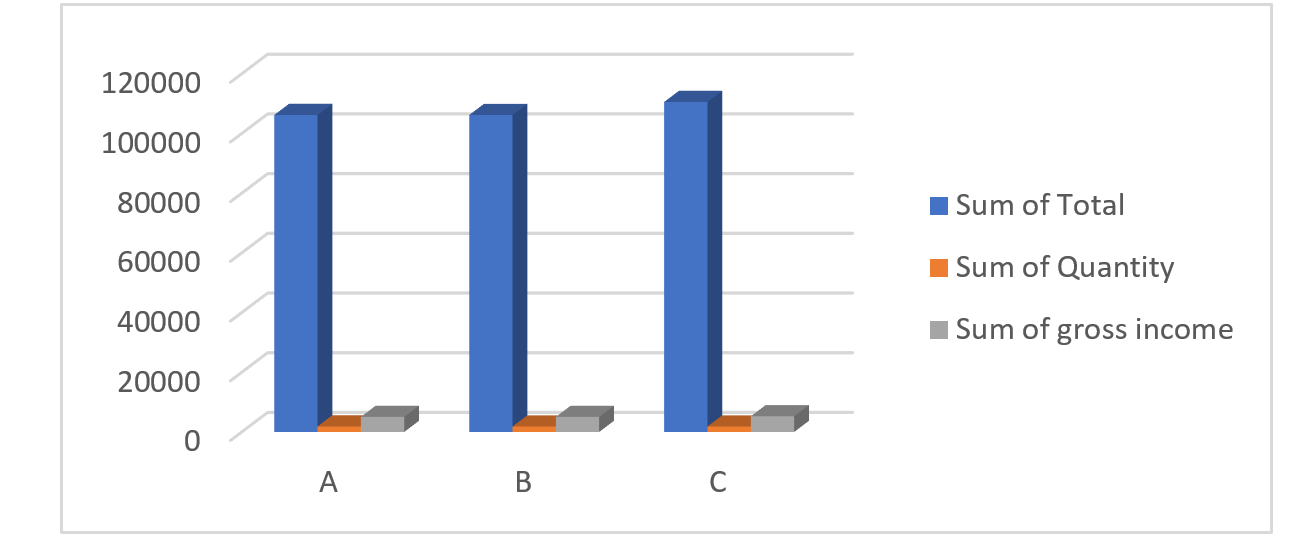 120000
100000
80000
60000
40000
20000
0
A B C
Sum of Total
Sum of Quantity
Sum of gross income